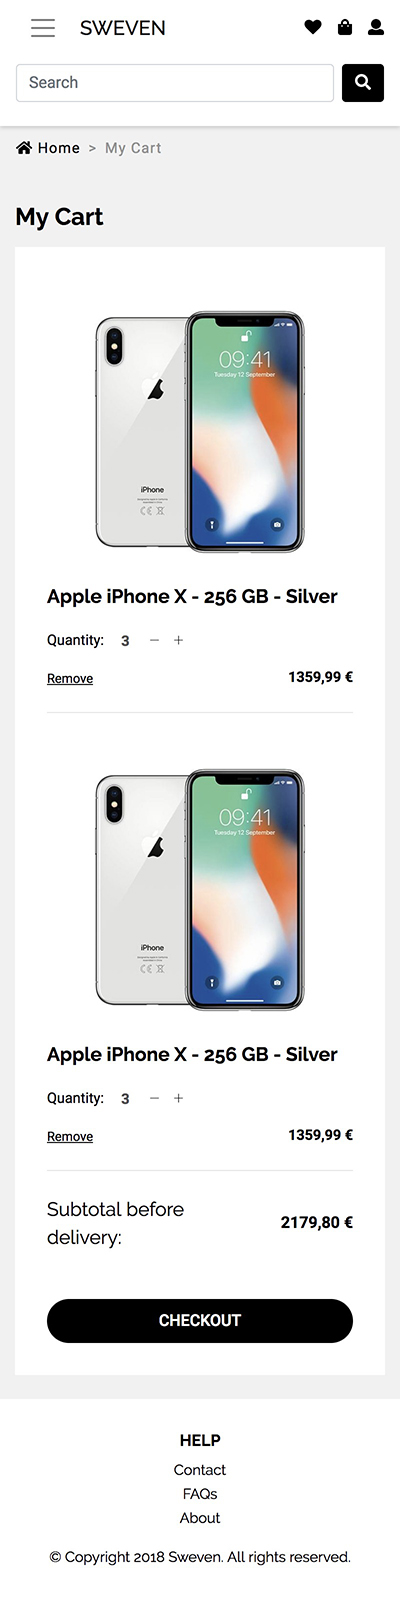 SWEVEN
Search
Home > My Cart
My Cart
09:41
Tuesday 12 September
iPhone
Apple iPhone X - 256 GB - Silver
Quantity: 3 − +
Remove 1359,99 €
09:41
Tuesday 12 September
iPhone
Apple iPhone X - 256 GB - Silver
Quantity: 3 − +
Remove 1359,99 €
Subtotal before
delivery: 2179,80 €
CHECKOUT
HELP
Contact
FAQs
About
© Copyright 2018 Sweven. All rights reserved.